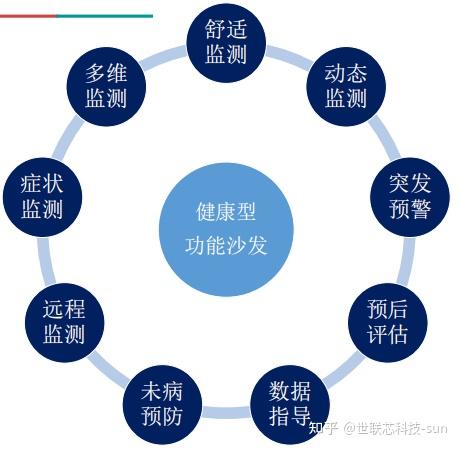 舒适
监测
动态
监测
突发
预警
预后
评估
数据
指导
未病
预防
远程
监测
症状
监测
多维
监测
健康型
功能沙发
知乎 @世联芯科技-sun